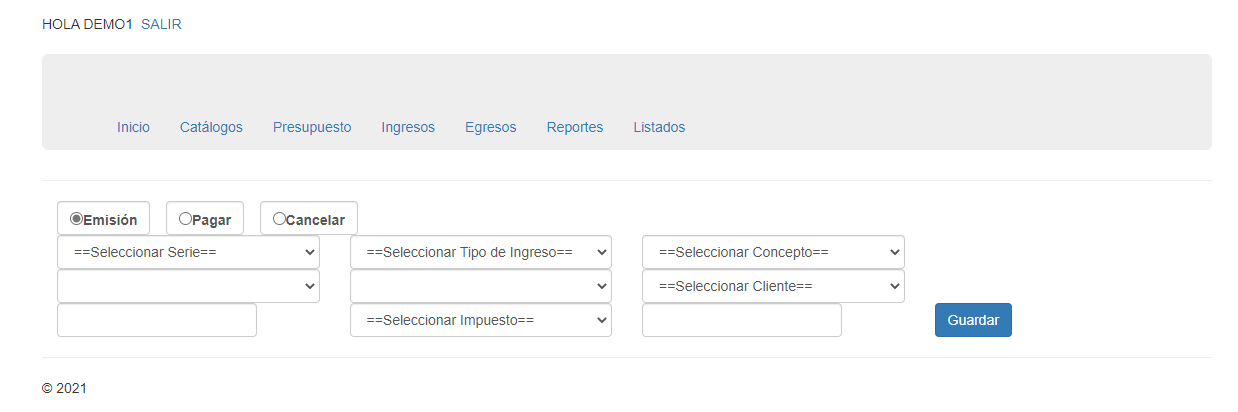 HOLA DEMO1 SALIR
Inicio Catálogos Presupuesto Ingresos Egresos Reportes Listados
Emisión Pagar Cancelar
==Seleccionar Serie== ==Seleccionar Tipo de Ingreso== ==Seleccionar Concepto==
==Seleccionar Cliente==
==Seleccionar Impuesto== Guardar
© 2021